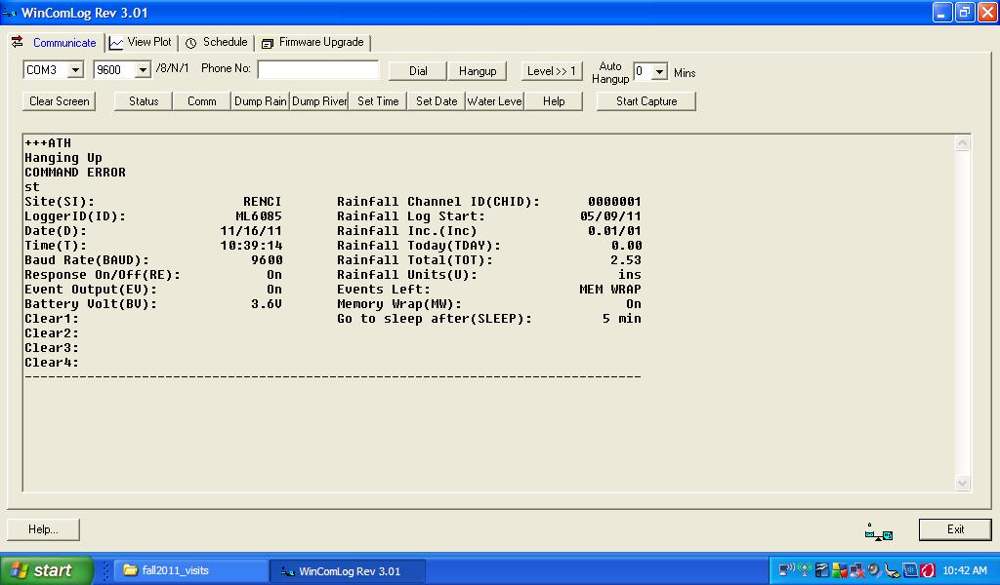 WinComLog Rev 3.01
Communicate View Plot Schedule Firmware Upgrade
COM3 9600 /8/N/1 Phone No: Dial Hangup Level >> 1 Auto Hangup 0 Mins
Clear Screen Status Comm Dump Rain Dump River Set Time Set Date Water Leve Help Start Capture
+++ATH
Hanging Up
COMMAND ERROR
st
Site(SI): RENCI Rainfall Channel ID(CHID): 0000001
LoggerID(ID): ML6085 Rainfall Log Start: 05/09/11
Date(D): 11/16/11 Rainfall Inc.(Inc) 0.01/01
Time(T): 10:39:14 Rainfall Today(TDAY): 0.00
Baud Rate(BAUD): 9600 Rainfall Total(TOT): 2.53
Response On/Off(RE): On Rainfall Units(U): ins
Event Output(EV): On Events Left: MEM WRAP
Battery Volt(BV): 3.6V Memory Wrap(MW): On
Clear1: Go to sleep after(SLEEP): 5 min
Clear2:
Clear3:
Clear4:
-------------------------------------------------------------------------------
Help... Exit
start fall2011_visits WinComLog Rev 3.01 10:42 AM